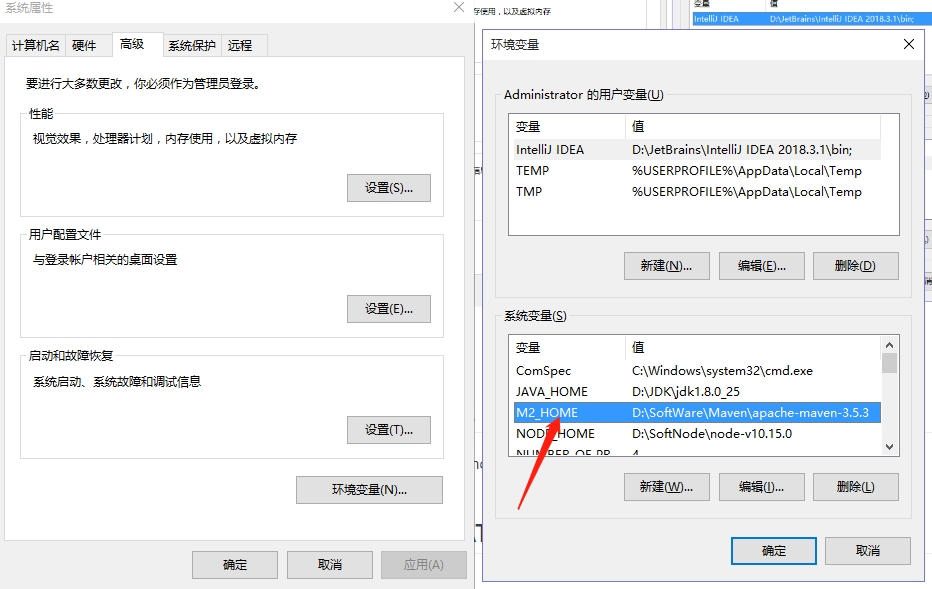 系统属性
计算机名 硬件 高级 系统保护 远程
要进行大多数更改，你必须作为管理员登录。
性能
视觉效果，处理器计划，内存使用，以及虚拟内存
设置(S)...
用户配置文件
与登录帐户相关的桌面设置
设置(E)...
启动和故障恢复
系统启动、系统故障和调试信息
设置(T)...
环境变量(N)...
确定 取消 应用(A)
存使用，以及虚拟内存
变量 值
IntelliJ IDEA D:\JetBrains\IntelliJ IDEA 2018.3.1\bin;
环境变量
Administrator 的用户变量(U)
变量 值
IntelliJ IDEA D:\JetBrains\IntelliJ IDEA 2018.3.1\bin;
TEMP %USERPROFILE%\AppData\Local\Temp
TMP %USERPROFILE%\AppData\Local\Temp
新建(N)... 编辑(E)... 删除(D)
系统变量(S)
变量 值
ComSpec C:\Windows\system32\cmd.exe
JAVA_HOME D:\JDK\jdk1.8.0_25
M2_HOME D:\SoftWare\Maven\apache-maven-3.5.3
NODE_HOME D:\SoftNode\node-v10.15.0
NUMBER_OF_PR 4
新建(W)... 编辑(I)... 删除(L)
确定 取消